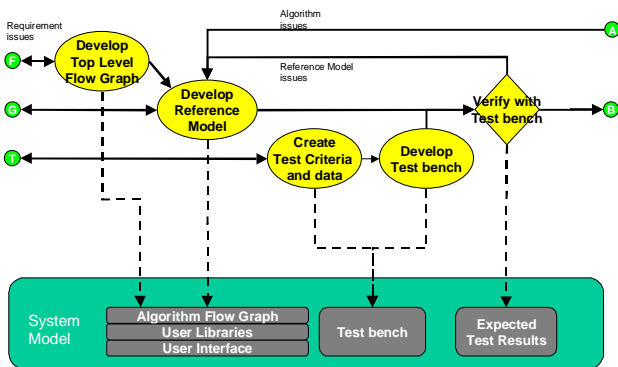 Requirement
issues
Algorithm
issues
A
F
Develop
Top Level
Flow Graph
Reference Model
issues
G
Develop
Reference
Model
Verify with
Test bench
B
T
Create
Test Criteria
and data
Develop
Test bench
System
Model
Algorithm Flow Graph
User Libraries
User Interface
Test bench
Expected
Test Results